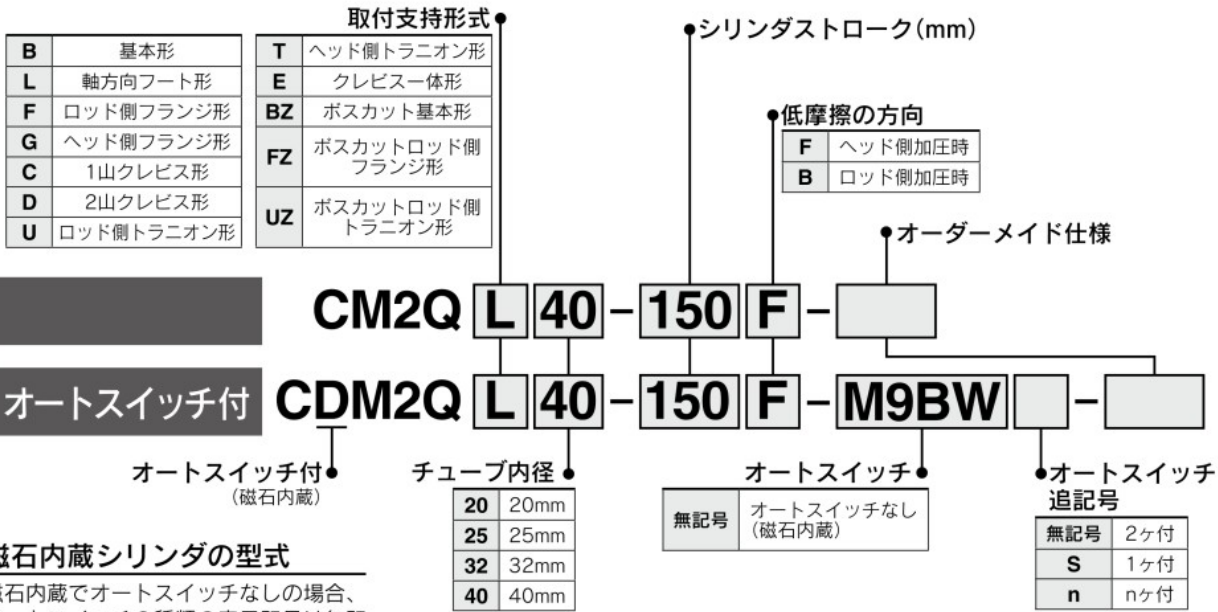 取付支持形式
B 基本形
L 軸方向フート形
F ロッド側フランジ形
G ヘッド側フランジ形
C 1山クレビス形
D 2山クレビス形
U ロッド側トラニオン形
T ヘッド側トラニオン形
E クレビス一体形
BZ ボスカット基本形
FZ ボスカットロッド側
フランジ形
UZ ボスカットロッド側
トラニオン形
シリンダストローク(mm)
低摩擦の方向
F ヘッド側加圧時
B ロッド側加圧時
オーダーメイド仕様
CM2Q L 40-150 F-
オートスイッチ付 CDM2Q L 40-150 F-M9BW -
オートスイッチ付
(磁石内蔵)
チューブ内径
20 20mm
25 25mm
32 32mm
40 40mm
オートスイッチ
無記号 オートスイッチなし
(磁石内蔵)
オートスイッチ
追記号
無記号 2ヶ付
S 1ヶ付
n nヶ付
磁石内蔵シリンダの型式
磁石内蔵でオートスイッチなしの場合、